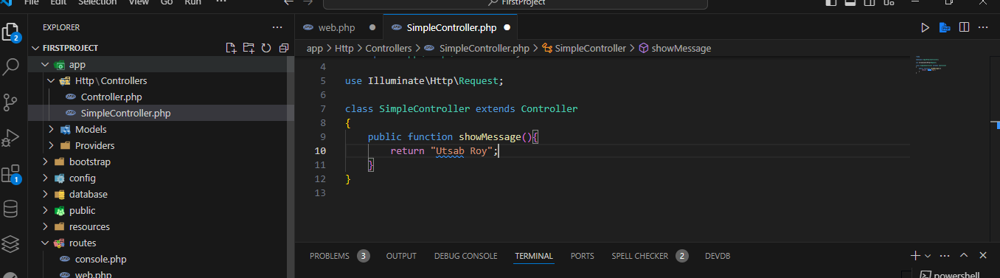 File Edit Selection View Go Run ... FirstProject
EXPLORER ...
FIRSTPROJECT
app
Http\Controllers
Controller.php
SimpleController.php
Models
Providers
bootstrap
config
database
public
resources
routes
console.php
web.php
2
1
web.php SimpleController.php
app > Http > Controllers > SimpleController.php > SimpleController > showMessage
4
5 use Illuminate\Http\Request;
6
7 class SimpleController extends Controller
8 {
9 public function showMessage(){
10 return "Utsab Roy";
11 }
12 }
13
PROBLEMS 3 OUTPUT DEBUG CONSOLE TERMINAL PORTS SPELL CHECKER 2 DEVDB
powershell